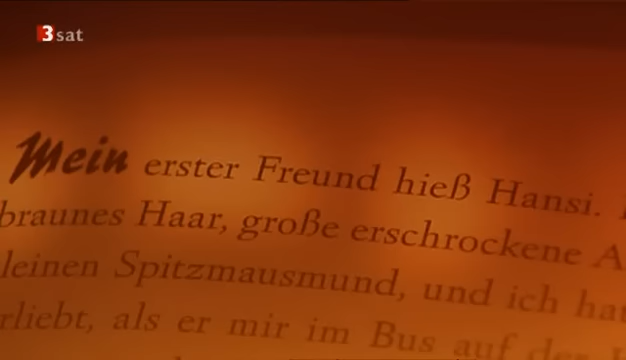 3sat
Mein erster Freund hieß Hansi.
braunes Haar, große erschrockene
Spitzmausmund, und ich
als er mir im Bus auf